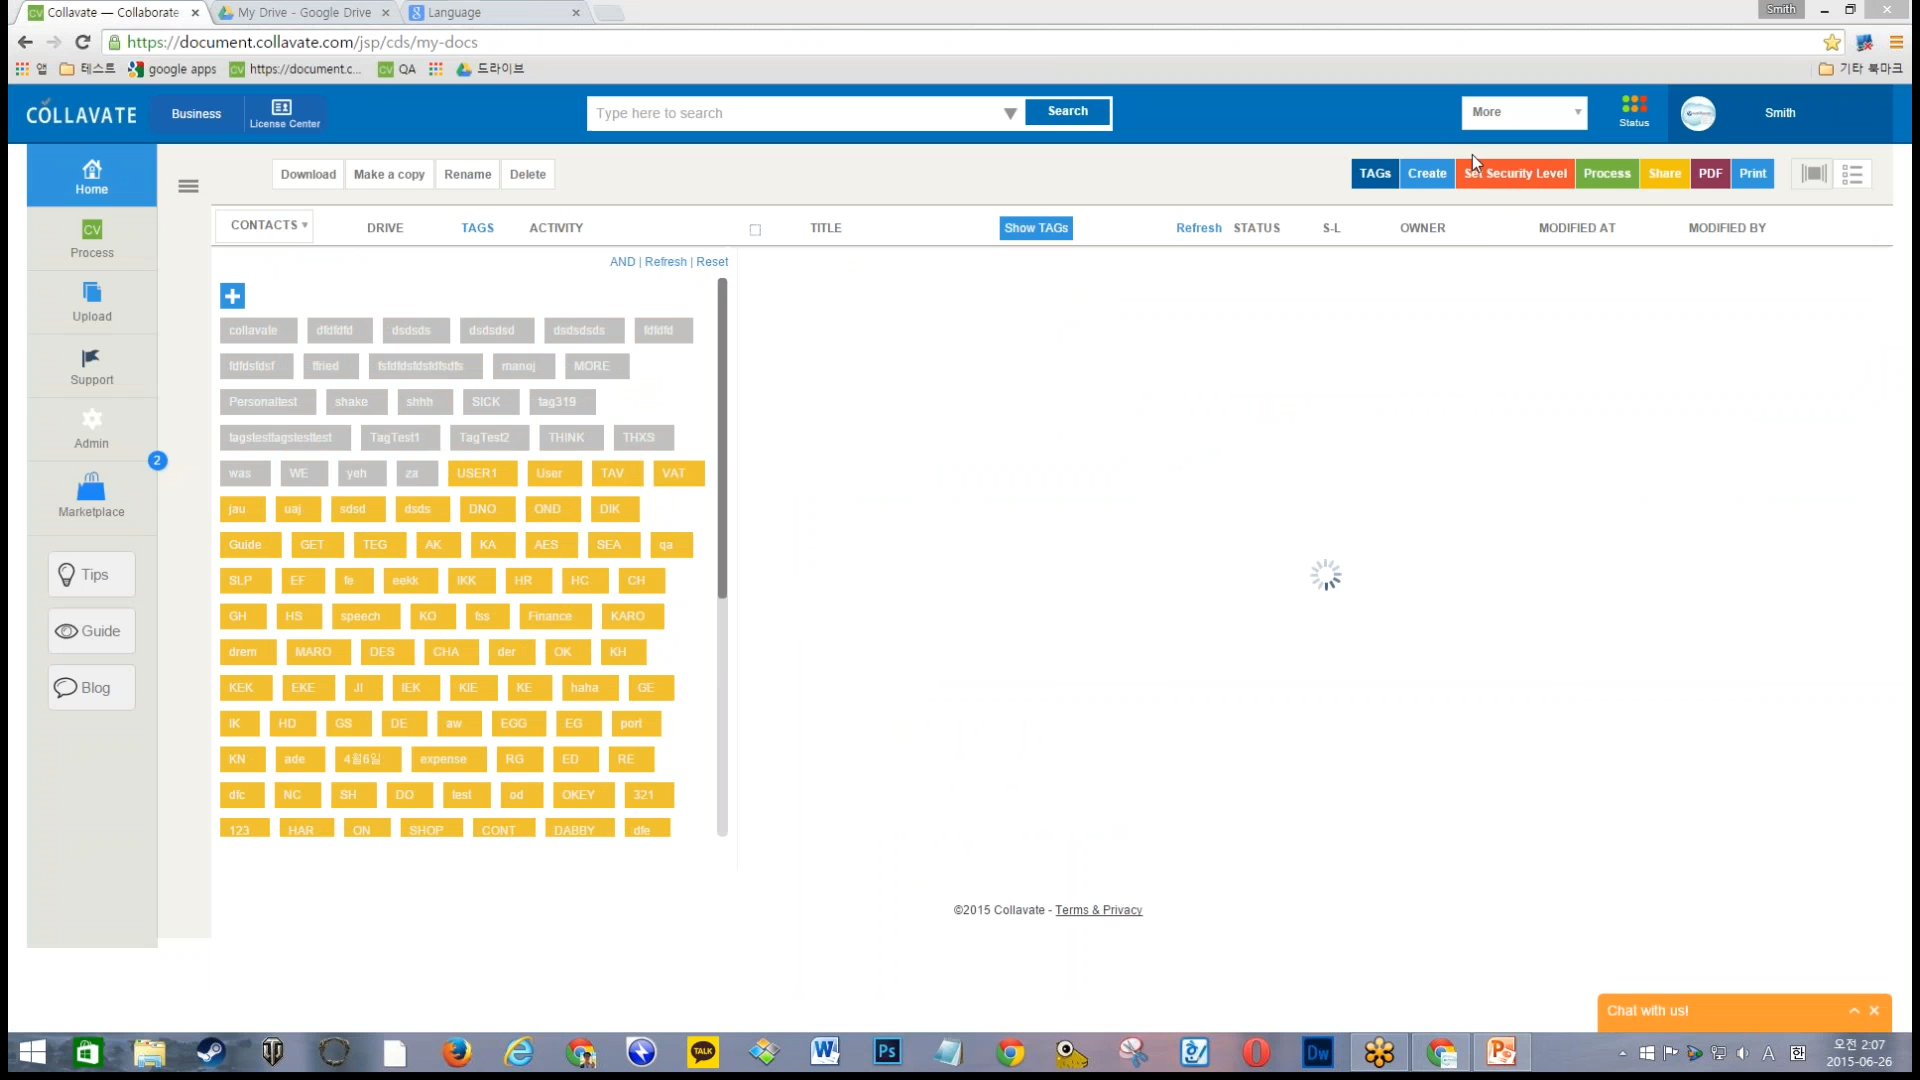 Collavate — Collaborate
My Drive - Google Drive
Language
Smith
https://document.collavate.com/jsp/cds/my-docs
앱
테스트
google apps
https://document.c...
QA
드라이브
기타 북마크
COLLAVATE
Business
License Center
Type here to search
Search
More
Status
Smith
Home
Download
Make a copy
Rename
Delete
TAGs
Create
Set Security Level
Process
Share
PDF
Print
CONTACTS
DRIVE
TAGS
ACTIVITY
TITLE
Show TAGs
Refresh
STATUS
S-L
OWNER
MODIFIED AT
MODIFIED BY
AND | Refresh | Reset
CV
Process
Upload
Support
Admin
2
Marketplace
Tips
Guide
Blog
collavate dfdfdfd dsdsds dsdsdsd dsdsdsds fdfdfd
fdfdsfdsf ffried manoj MORE
Personaltest shake shhh SICK tag319
tagstesttagstesttest TagTest1 TagTest2 THINK THXS
was WE yeh za USER1 User TAV VAT
jau uaj sdsd dsds DNO OND DIK
Guide GET TEG AK KA AES SEA qa
SLP EF fe eekk IKK HR HC CH
GH HS speech KO fss Finance KARO
drem MARO DES CHA der OK KH
KEK EKE JI IEK KIE KE haha GE
IK HD GS DE aw EGG EG port
KN ade 4월6일 expense RG ED RE
dfc NC SH DO test od OKEY 321
123 HAR ON SHOP CONT DABBY dfe
©2015 Collavate - Terms & Privacy
Chat with us!
TALK
Ps
Dw
A
한
오전 2:07
2015-06-26